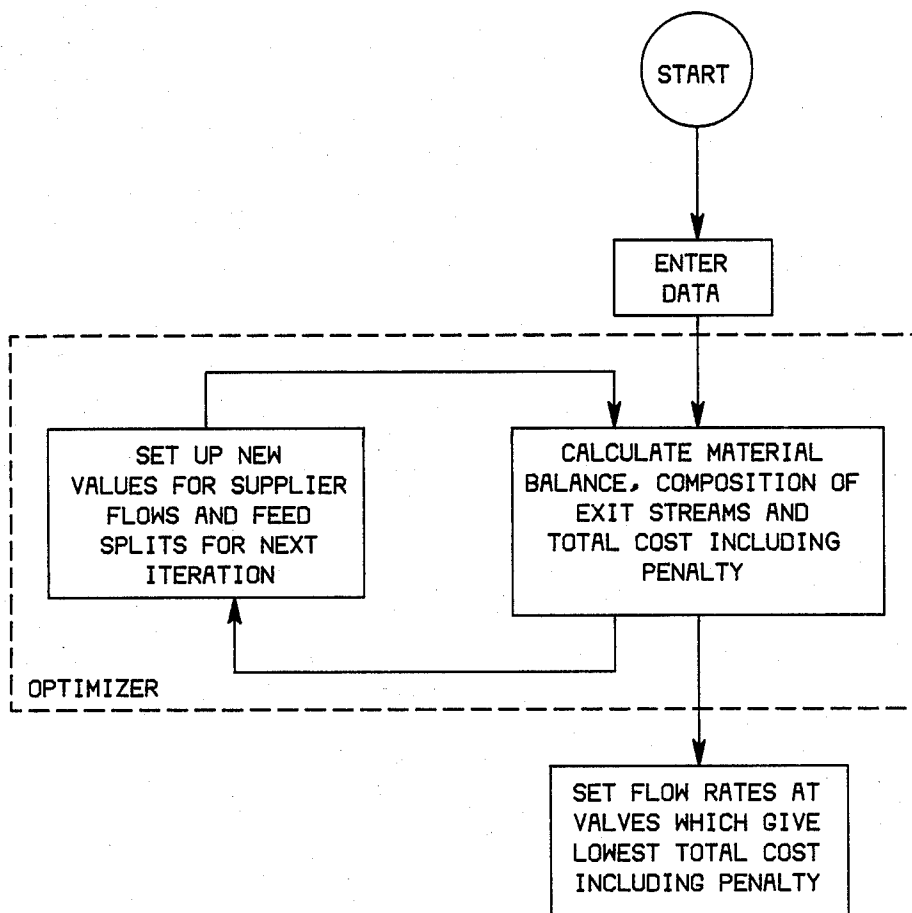 START
ENTER
DATA
SET UP NEW
VALUES FOR SUPPLIER
FLOWS AND FEED
SPLITS FOR NEXT
ITERATION
CALCULATE MATERIAL
BALANCE, COMPOSITION OF
EXIT STREAMS AND
TOTAL COST INCLUDING
PENALTY
OPTIMIZER
SET FLOW RATES AT
VALVES WHICH GIVE
LOWEST TOTAL COST
INCLUDING PENALTY